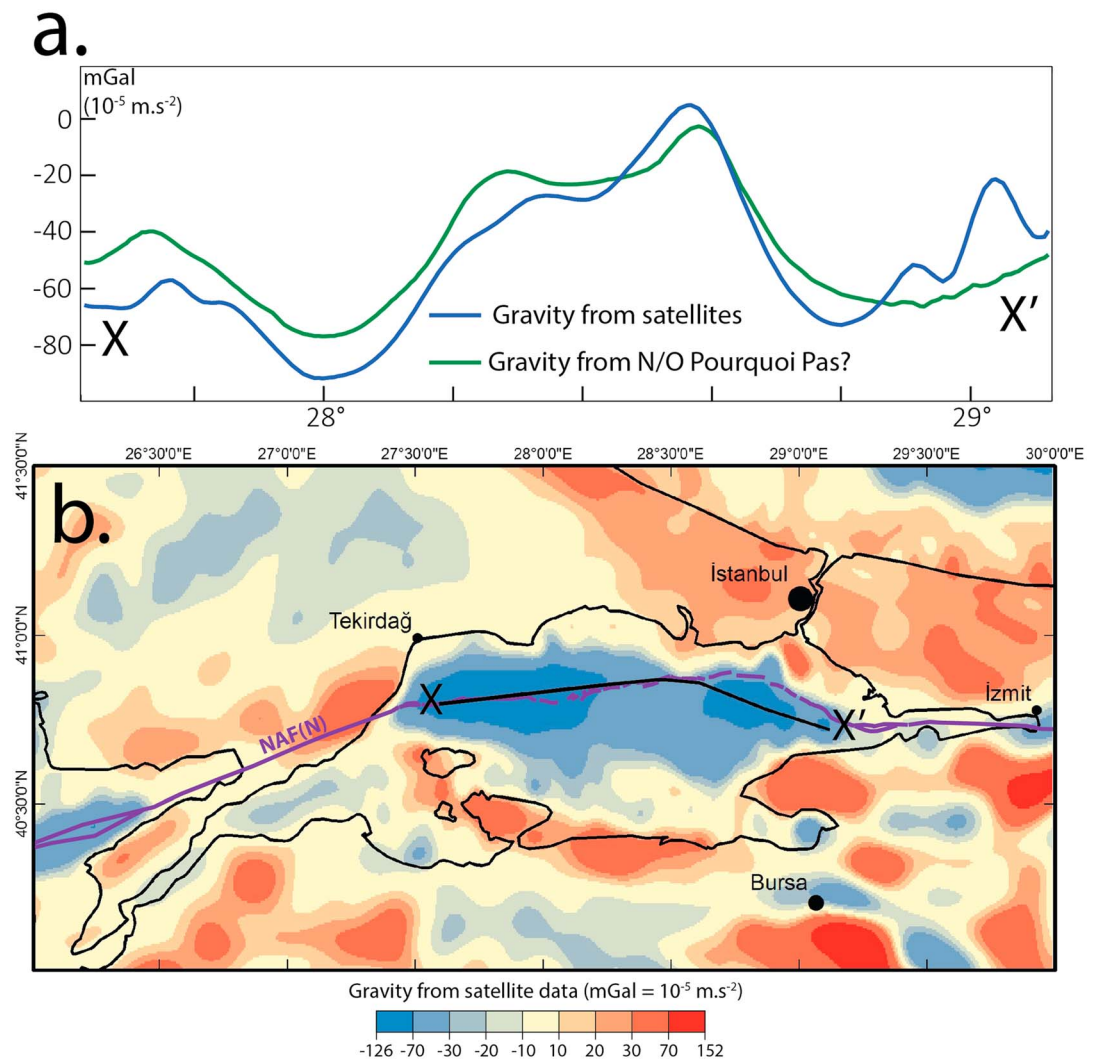 a.
mGal
(10⁻⁵ m.s⁻²)
0
-20
-40
-60
-80
X
X′
Gravity from satellites
Gravity from N/O Pourquoi Pas?
28°
29°
26°30'0"E 27°0'0"E 27°30'0"E 28°0'0"E 28°30'0"E 29°0'0"E 29°30'0"E 30°00'0"E
41°30'0"N
b.
İstanbul
Tekirdağ
41°0'0"N
X
İzmit
X′
NAF(N)
40°30'0"N
Bursa
Gravity from satellite data (mGal = 10⁻⁵ m.s⁻²)
-126 -70 -30 -20 -10 10 20 30 70 152